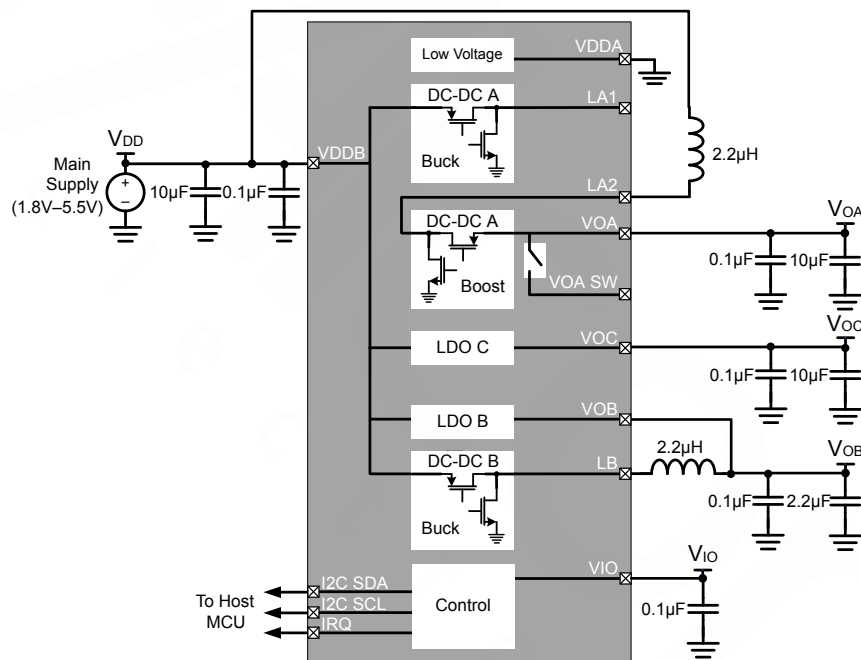 Low Voltage
VDDA
DC-DC A
LA1
Buck
VDD
VDDB
Main
Supply
(1.8V–5.5V)
+
–
10µF
0.1µF
2.2µH
LA2
DC-DC A
VOA
Boost
VOA SW
VOA
0.1µF
10µF
LDO C
VOC
VOC
0.1µF
10µF
LDO B
VOB
DC-DC B
LB
Buck
2.2µH
VOB
0.1µF
2.2µF
I2C SDA
I2C SCL
IRQ
To Host
MCU
Control
VIO
VIO
0.1µF